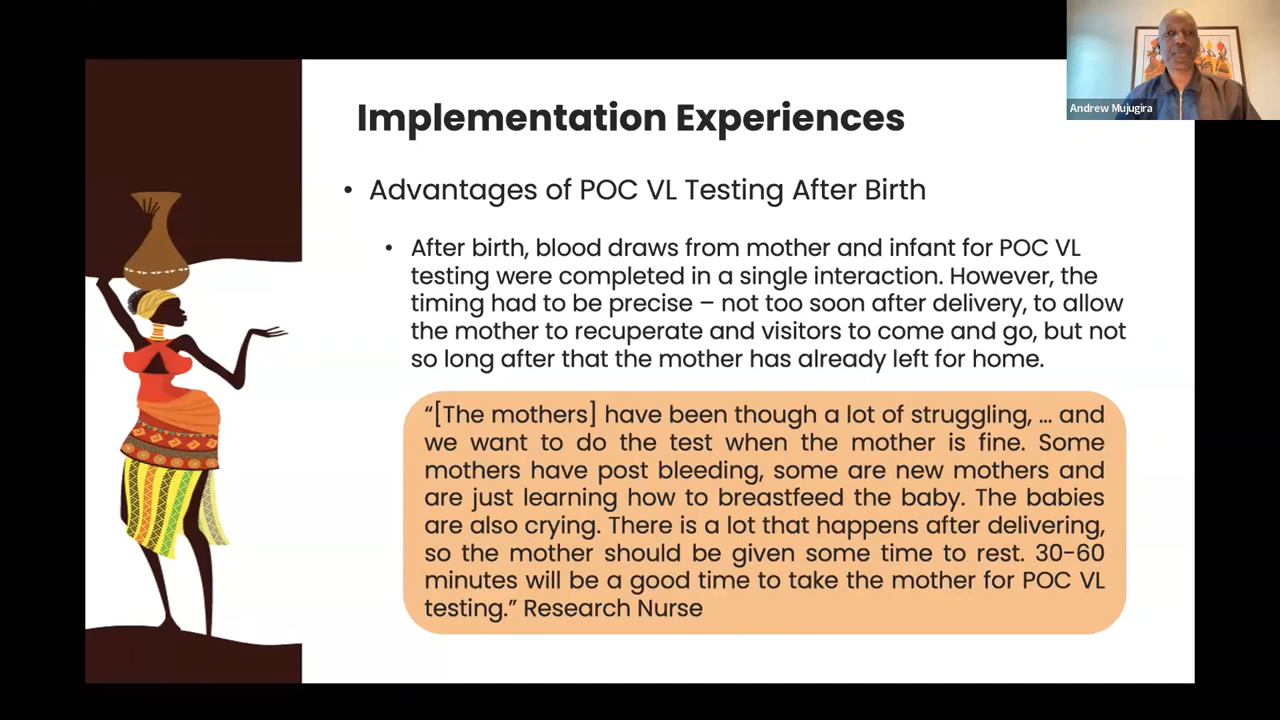 Andrew Mujugira
Implementation Experiences
• Advantages of POC VL Testing After Birth
• After birth, blood draws from mother and infant for POC VL
testing were completed in a single interaction. However, the
timing had to be precise – not too soon after delivery, to allow
the mother to recuperate and visitors to come and go, but not
so long after that the mother has already left for home.
“[The mothers] have been though a lot of struggling, ... and
we want to do the test when the mother is fine. Some
mothers have post bleeding, some are new mothers and
are just learning how to breastfeed the baby. The babies
are also crying. There is a lot that happens after delivering,
so the mother should be given some time to rest. 30-60
minutes will be a good time to take the mother for POC VL
testing.” Research Nurse